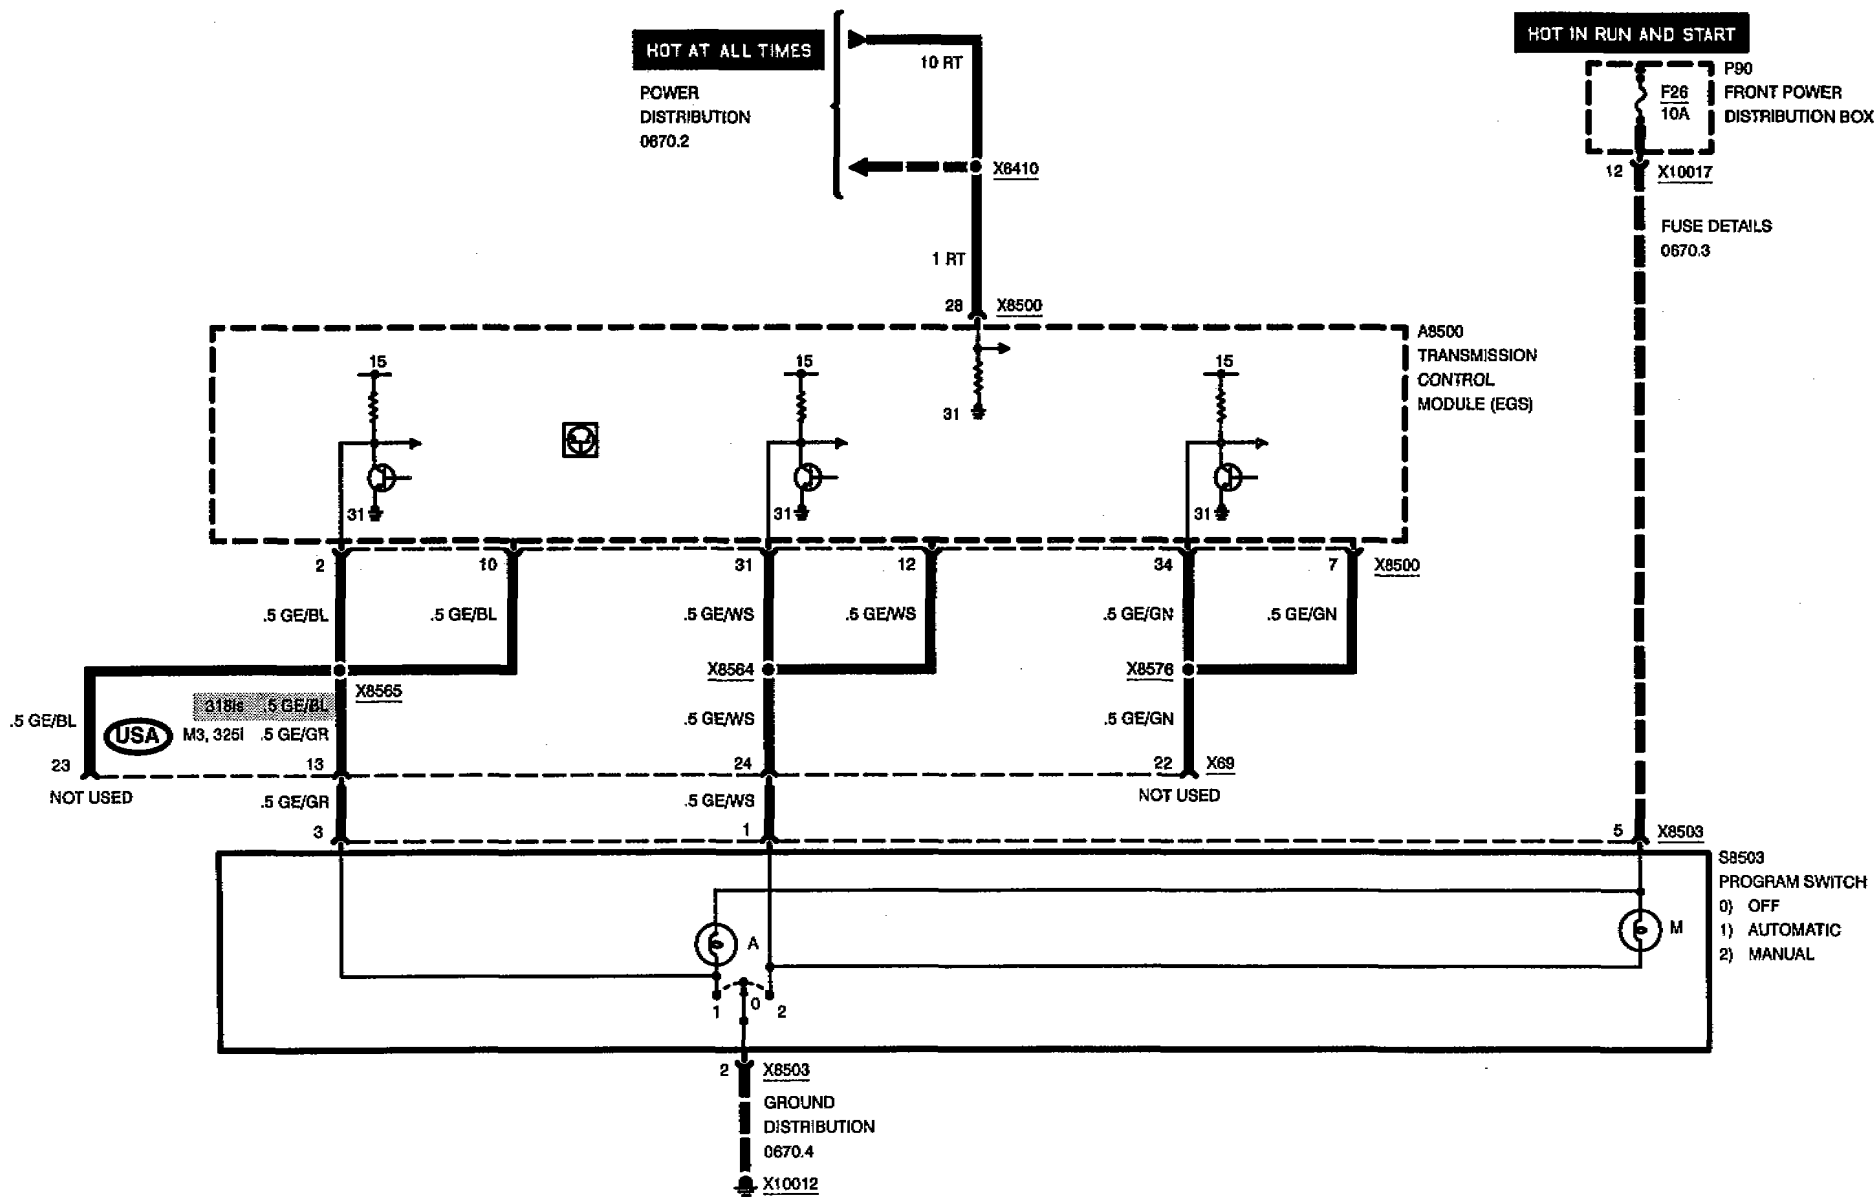 HOT AT ALL TIMES
POWER
DISTRIBUTION
0670.2
10 RT
X6410
1 RT
28 X8500
HOT IN RUN AND START
F26
10A
P90
FRONT POWER
DISTRIBUTION BOX
12 X10017
FUSE DETAILS
0670.3
A8500
TRANSMISSION
CONTROL
MODULE (EGS)
15 15 15
31
31 31 31
2 10 31 12 34 7 X8500
.5 GE/BL .5 GE/BL .5 GE/WS .5 GE/WS .5 GE/GN .5 GE/GN
X8565 X8564 X8576
318is .5 GE/BL
.5 GE/BL USA M3, 325i .5 GE/GR .5 GE/WS .5 GE/GN
23 13 24 22 X69
NOT USED NOT USED
.5 GE/GR .5 GE/WS
3 1 5 X8503
S8503
PROGRAM SWITCH
0) OFF
1) AUTOMATIC
2) MANUAL
A M
1 0 2
2 X8503
GROUND
DISTRIBUTION
0670.4
X10012